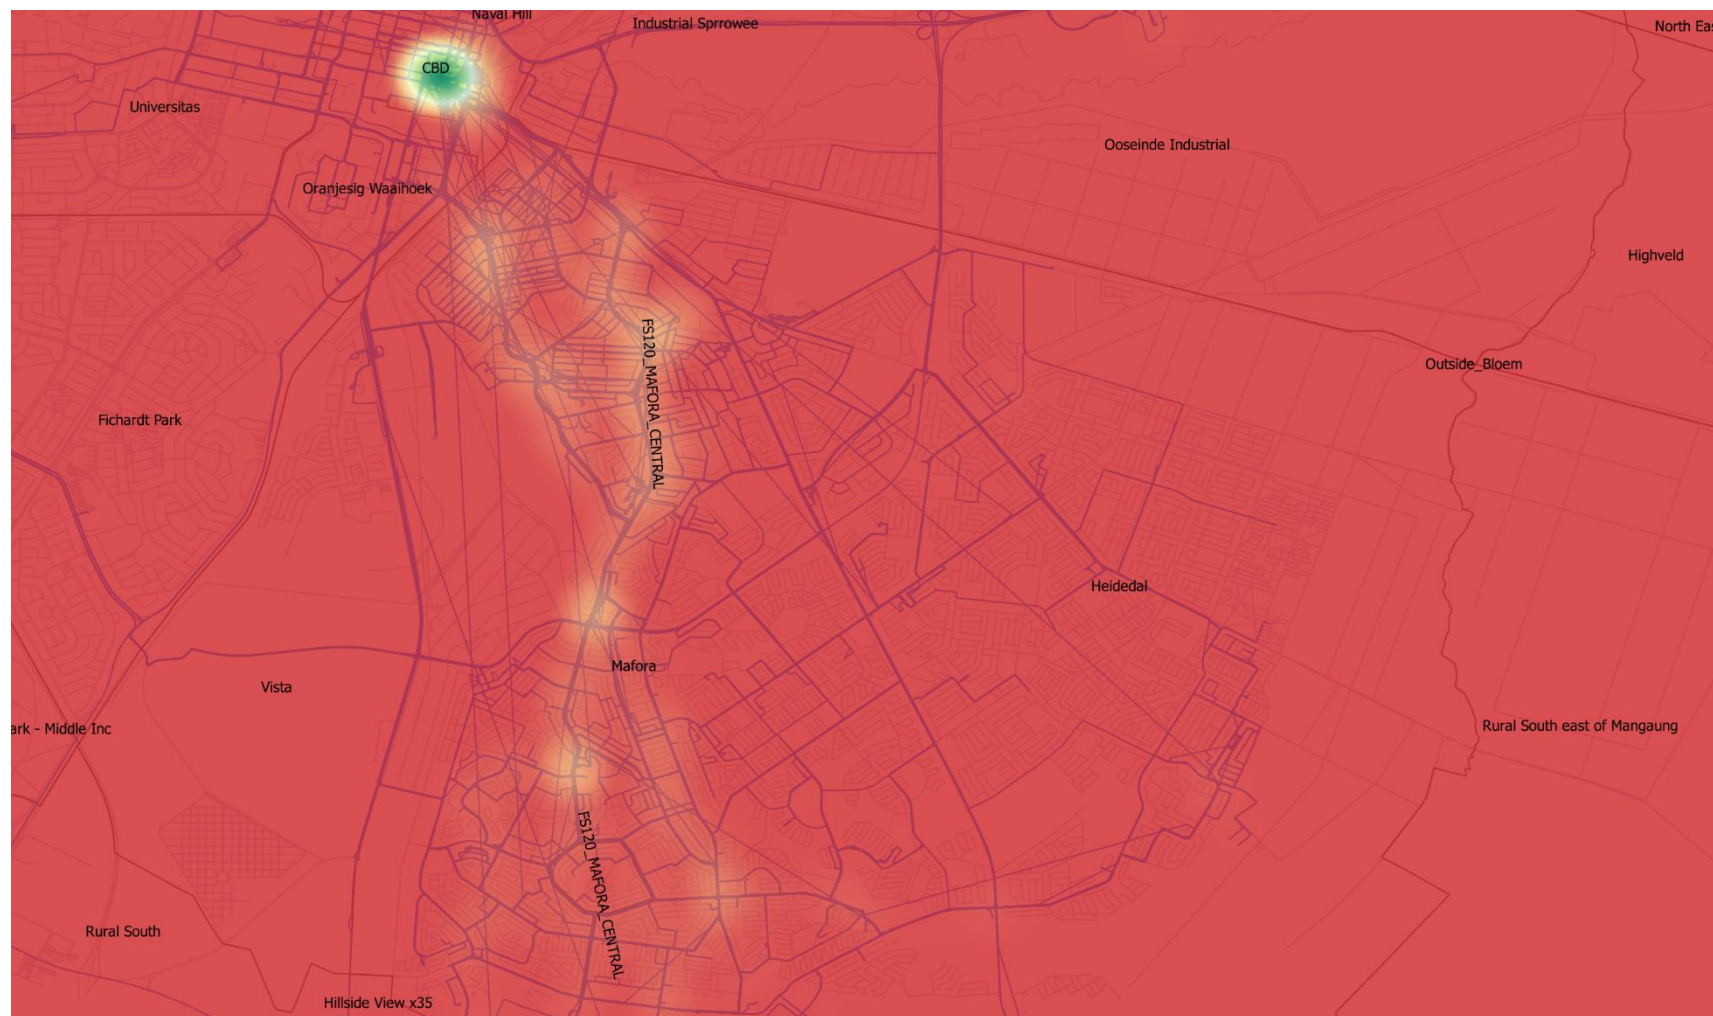 Naval Hill
Industrial Sprrowee
North Eas
CBD
Universitas
Ooseinde Industrial
Oranjesig Waaihoek
Highveld
FS120_MAFORA_CENTRAL
Outside_Bloem
Fichardt Park
Heidedal
Mafora
Vista
ark - Middle Inc
Rural South east of Mangaung
FS120_MAFORA_CENTRAL
Rural South
Hillside View x35